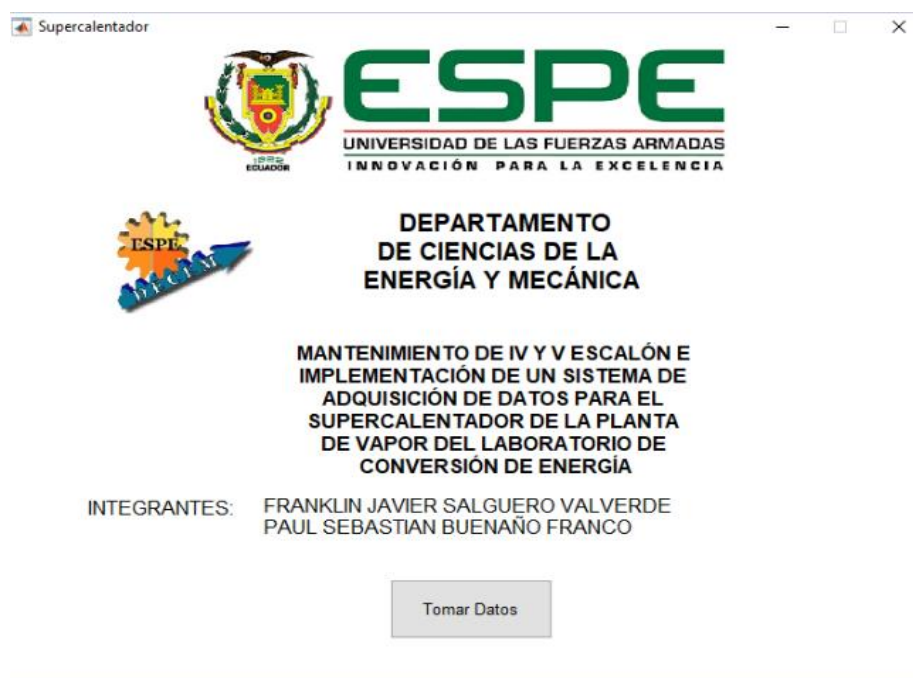 Supercalentador
ESPE
UNIVERSIDAD DE LAS FUERZAS ARMADAS
INNOVACIÓN PARA LA EXCELENCIA
1922
ECUADOR
ESPE
DECEM
DEPARTAMENTO
DE CIENCIAS DE LA
ENERGÍA Y MECÁNICA
MANTENIMIENTO DE IV Y V ESCALÓN E
IMPLEMENTACIÓN DE UN SISTEMA DE
ADQUISICIÓN DE DATOS PARA EL
SUPERCALENTADOR DE LA PLANTA
DE VAPOR DEL LABORATORIO DE
CONVERSIÓN DE ENERGÍA
INTEGRANTES: FRANKLIN JAVIER SALGUERO VALVERDE
PAUL SEBASTIAN BUENAÑO FRANCO
Tomar Datos